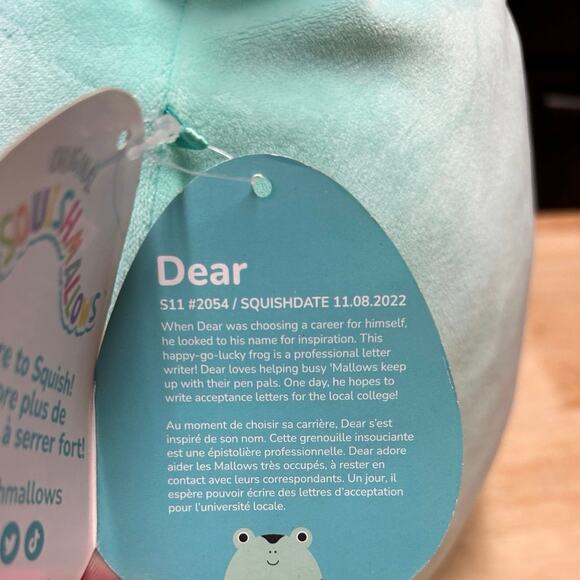 ORIGINAL
SQUISHMALLOWS
re to Squish!
ore plus de
à serrer fort!
hmallows
Dear
S11 #2054 / SQUISHDATE 11.08.2022
When Dear was choosing a career for himself,
he looked to his name for inspiration. This
happy-go-lucky frog is a professional letter
writer! Dear loves helping busy 'Mallows keep
up with their pen pals. One day, he hopes to
write acceptance letters for the local college!
Au moment de choisir sa carrière, Dear s'est
inspiré de son nom. Cette grenouille insouciante
est une épistolière professionnelle. Dear adore
aider les Mallows très occupés, à rester en
contact avec leurs correspondants. Un jour, il
espère pouvoir écrire des lettres d'acceptation
pour l'université locale.